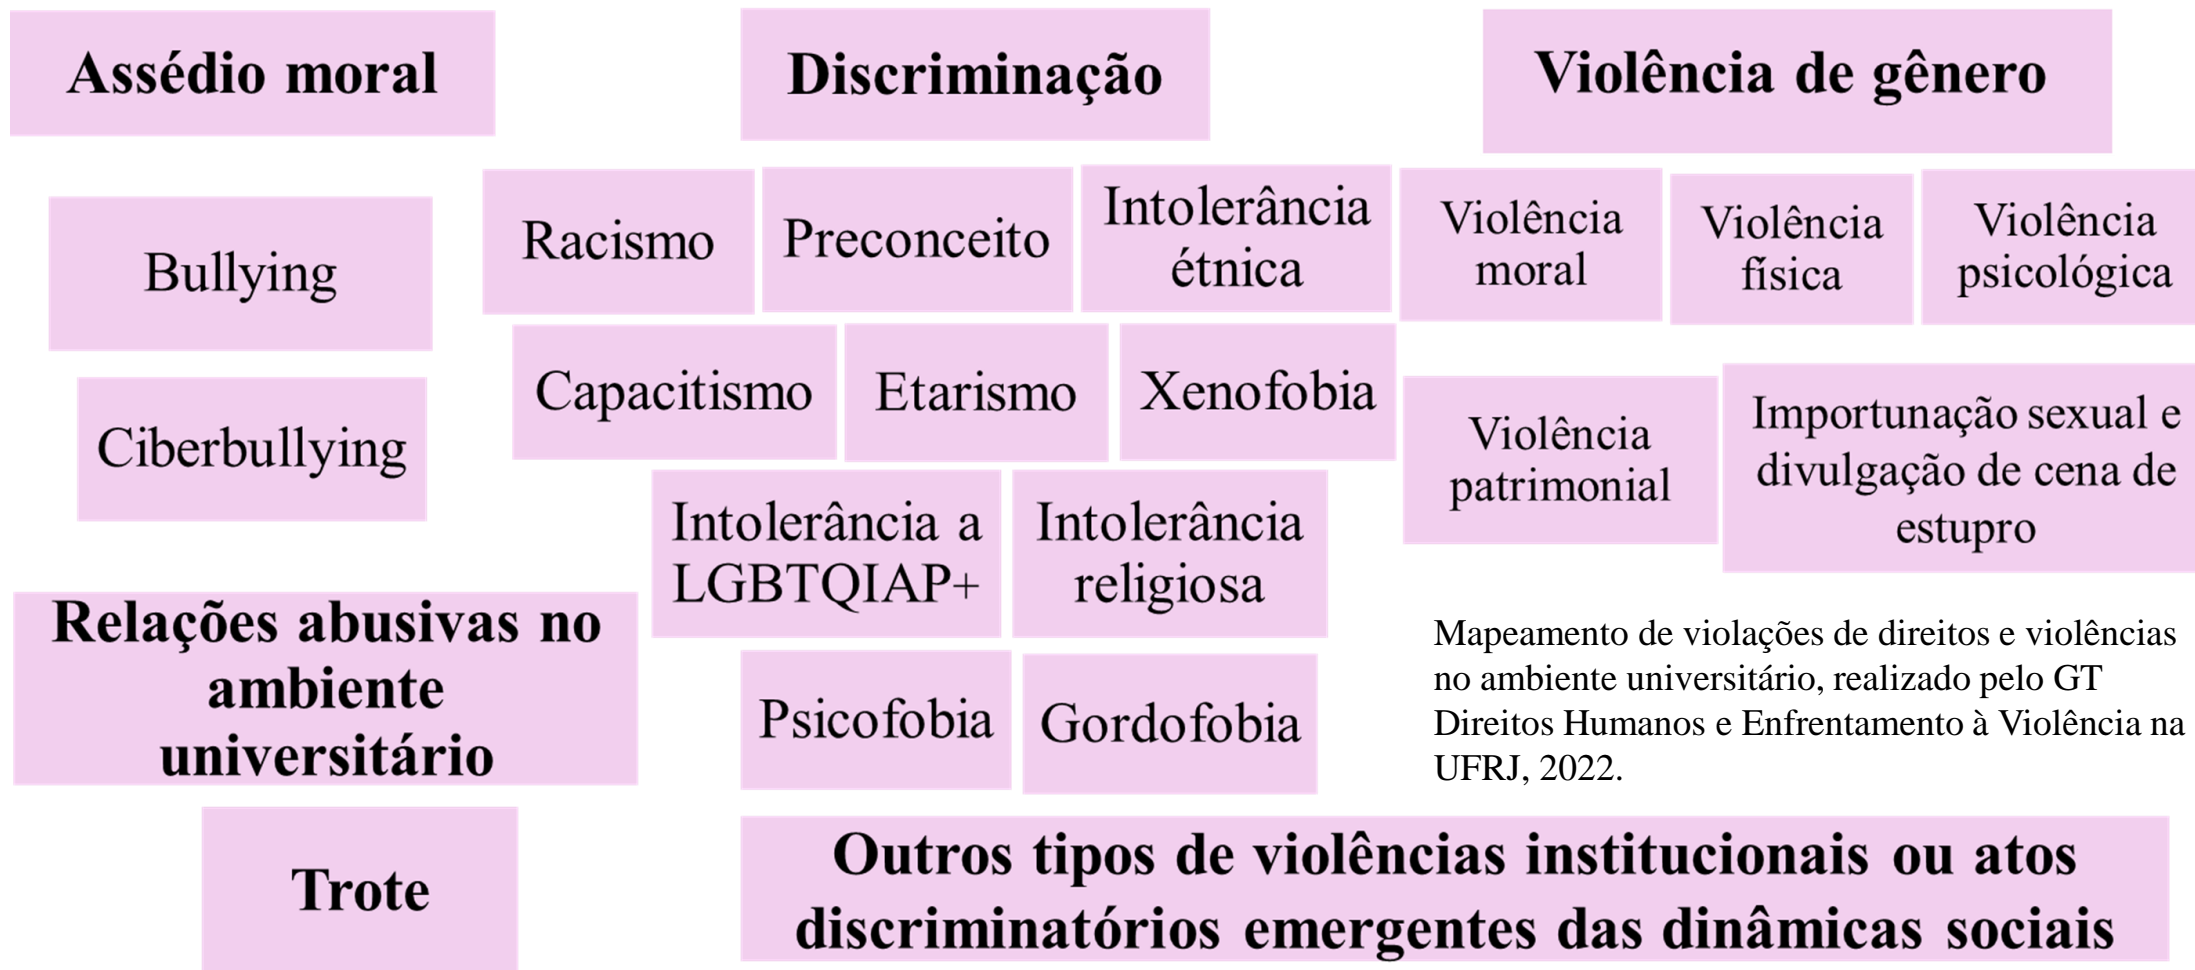 Assédio moral
Bullying
Ciberbullying
Discriminação
Racismo
Preconceito
Intolerância
étnica
Capacitismo
Etarismo
Xenofobia
Intolerância a
LGBTQIAP+
Intolerância
religiosa
Psicofobia
Gordofobia
Violência de gênero
Violência
moral
Violência
física
Violência
psicológica
Violência
patrimonial
Importunação sexual e
divulgação de cena de
estupro
Relações abusivas no
ambiente
universitário
Trote
Mapeamento de violações de direitos e violências
no ambiente universitário, realizado pelo GT
Direitos Humanos e Enfrentamento à Violência na
UFRJ, 2022.
Outros tipos de violências institucionais ou atos
discriminatórios emergentes das dinâmicas sociais